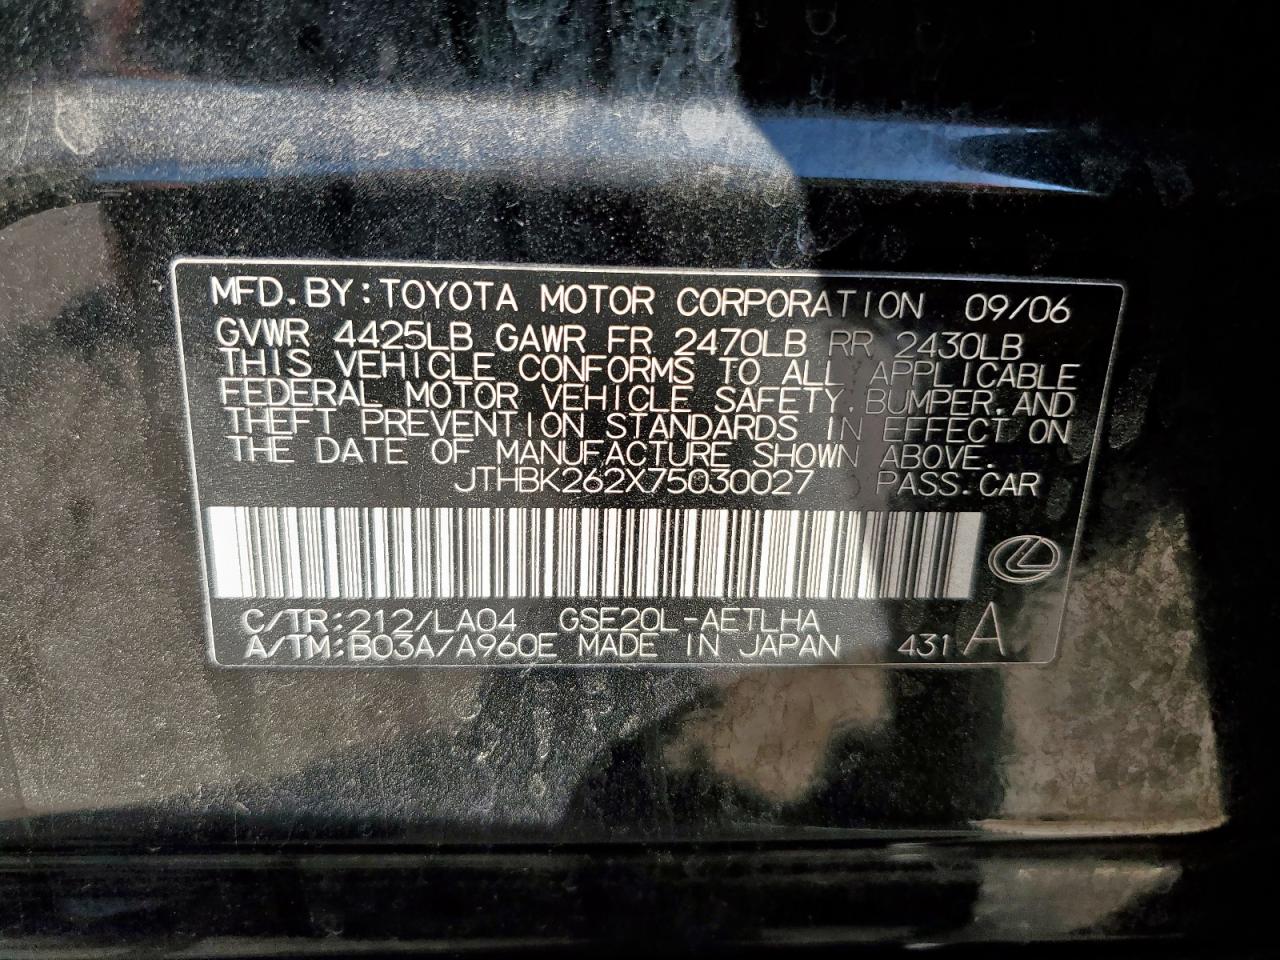 MFD.BY:TOYOTA MOTOR CORPORATION 09/06
GVWR 4425LB GAWR FR 2470LB RR 2430LB
THIS VEHICLE CONFORMS TO ALL APPLICABLE
FEDERAL MOTOR VEHICLE SAFETY,BUMPER,AND
THEFT PREVENTION STANDARDS IN EFFECT ON
THE DATE OF MANUFACTURE SHOWN ABOVE.
JTHBK262X75030027 PASS.CAR
C/TR:212/LA04 GSE20L-AETLHA
A/TM:B03A/A960E MADE IN JAPAN 431 A